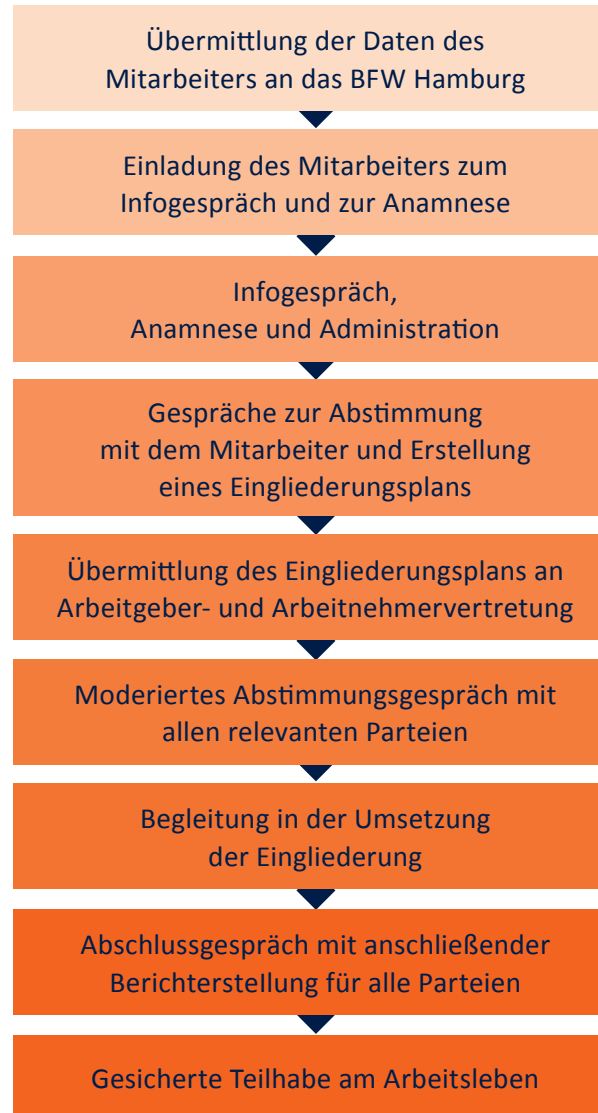 Übermittlung der Daten des
Mitarbeiters an das BFW Hamburg
Einladung des Mitarbeiters zum
Infogespräch und zur Anamnese
Infogespräch,
Anamnese und Administration
Gespräche zur Abstimmung
mit dem Mitarbeiter und Erstellung
eines Eingliederungsplans
Übermittlung des Eingliederungsplans an
Arbeitgeber- und Arbeitnehmervertretung
Moderiertes Abstimmungsgespräch mit
allen relevanten Parteien
Begleitung in der Umsetzung
der Eingliederung
Abschlussgespräch mit anschließender
Berichterstellung für alle Parteien
Gesicherte Teilhabe am Arbeitsleben